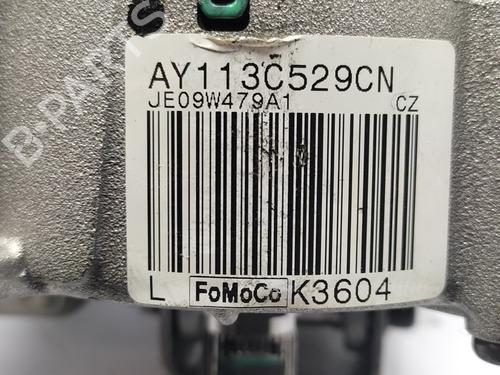 B-PARTS
AY113C529CN
JE09W479A1 CZ
L FoMoCo K3604